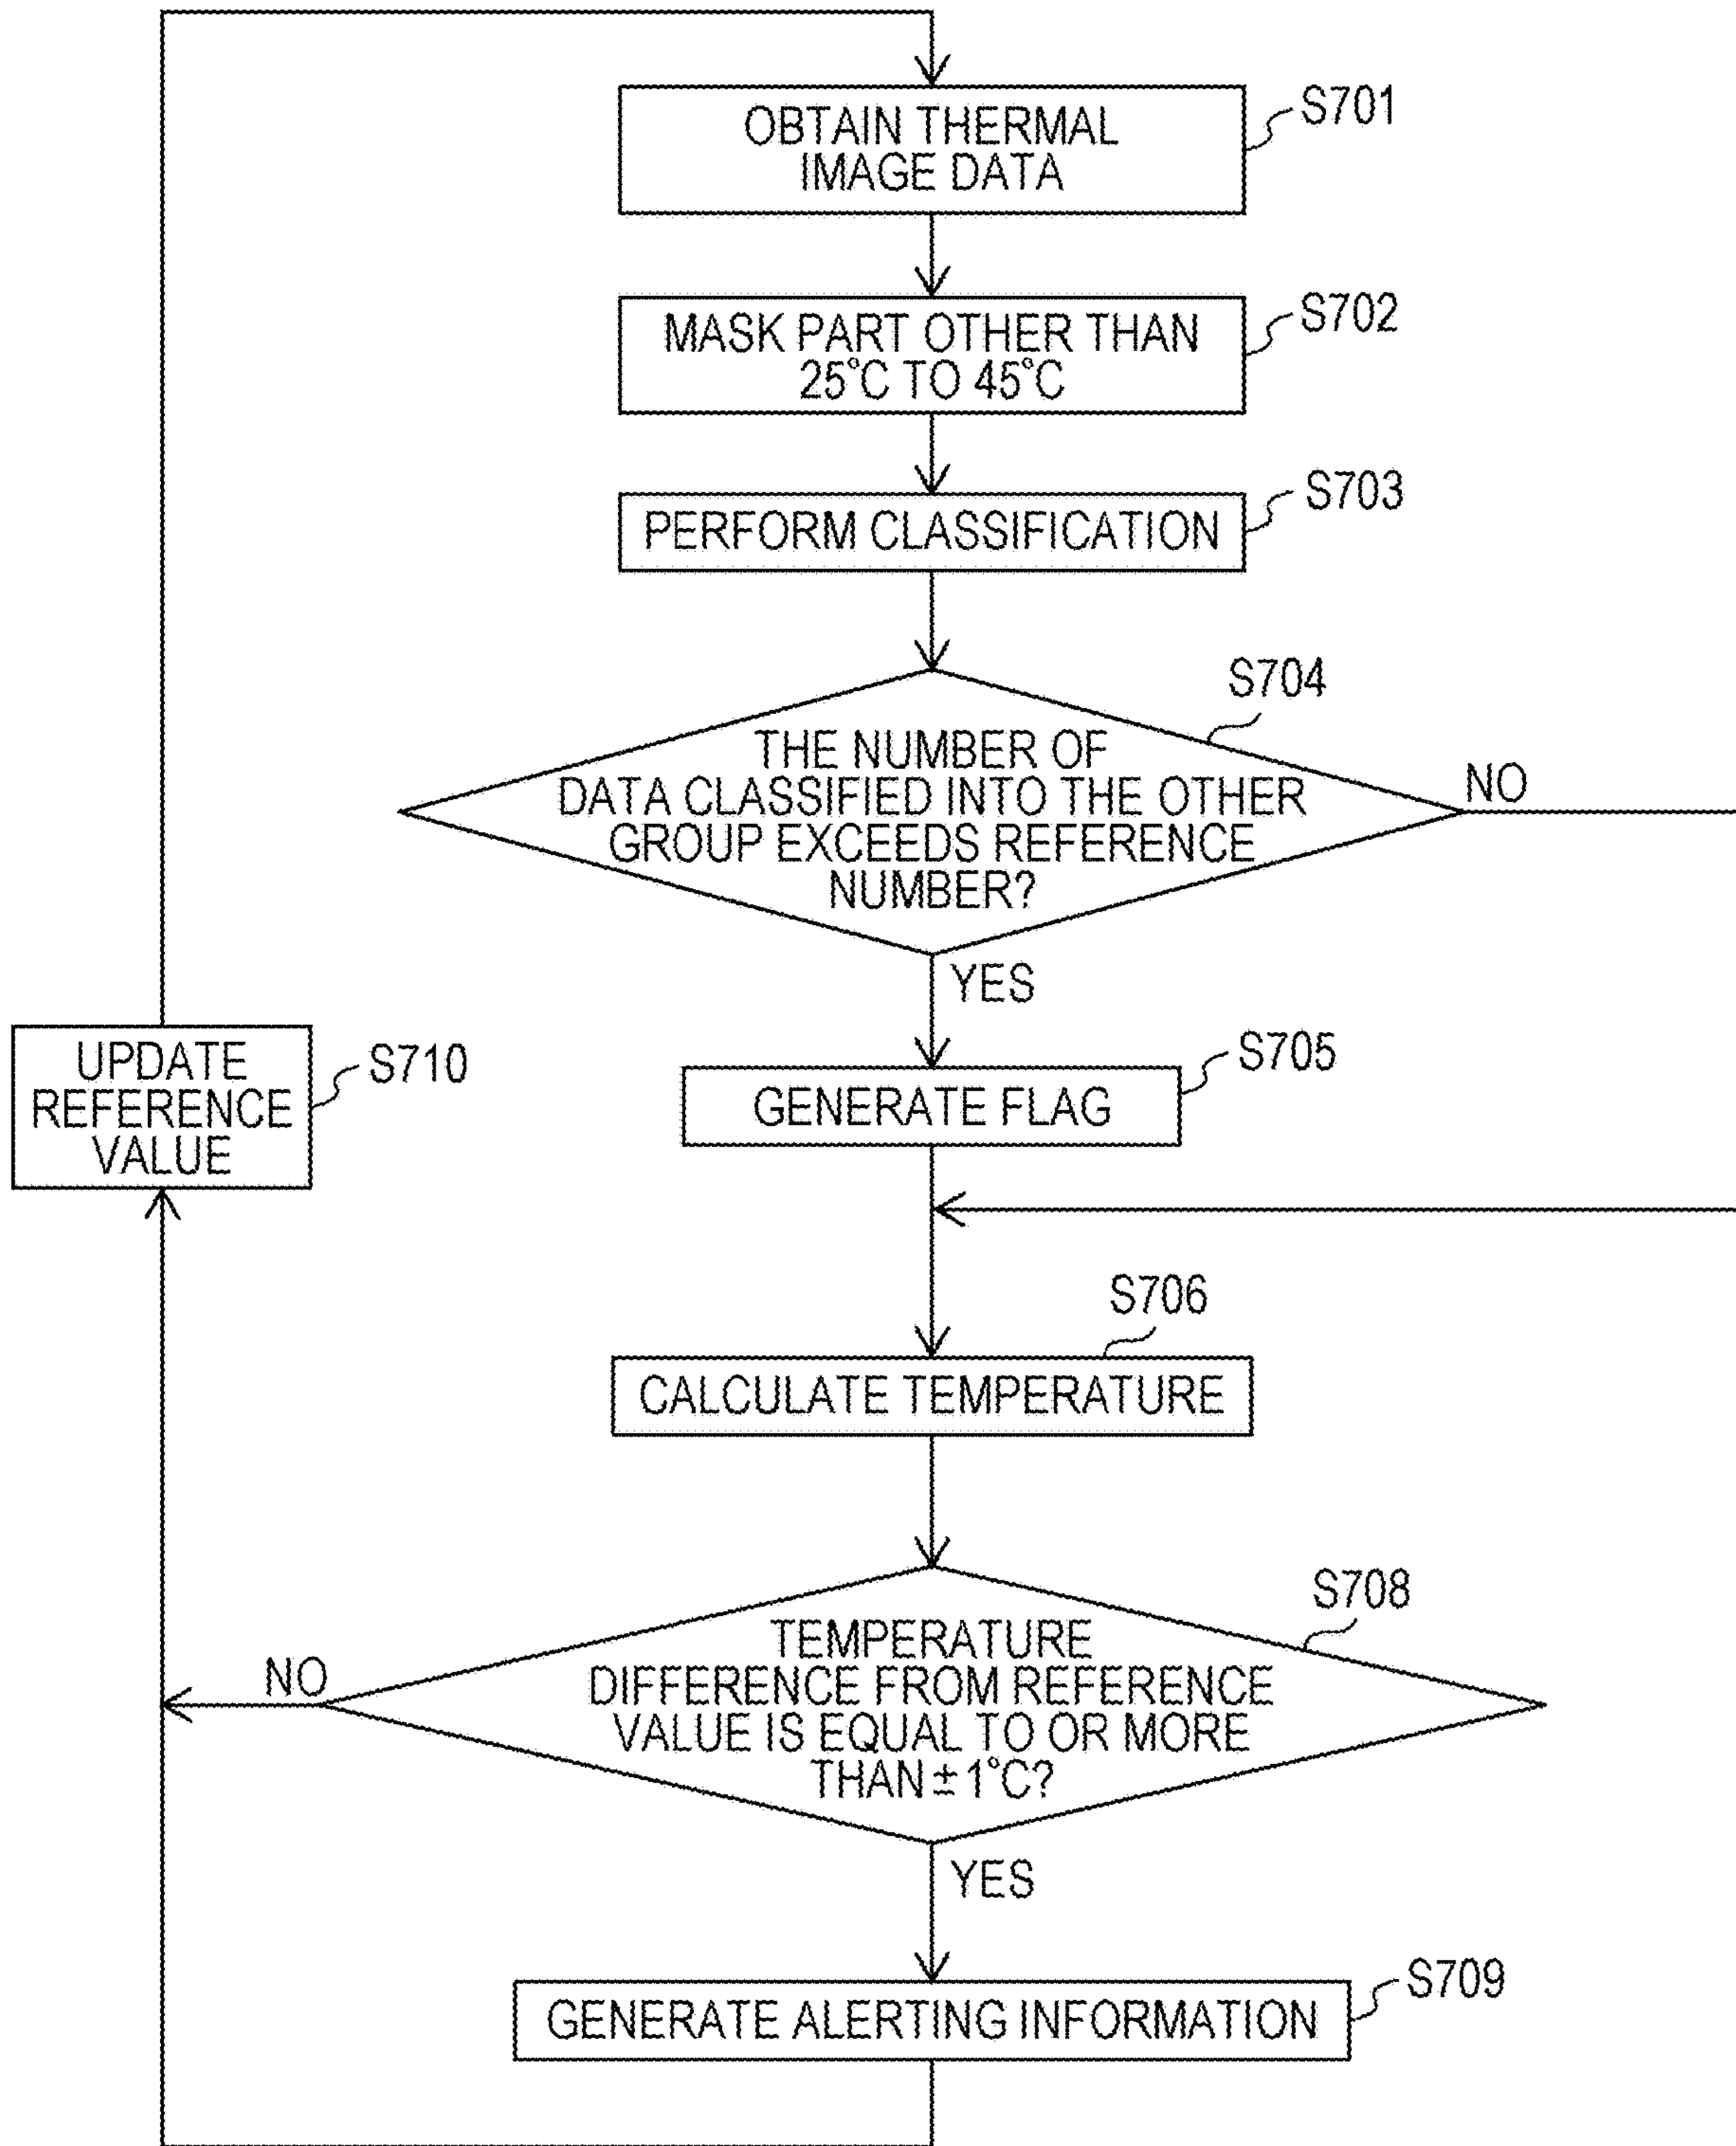 OBTAIN THERMAL
IMAGE DATA
S701
MASK PART OTHER THAN
25°C TO 45°C
S702
PERFORM CLASSIFICATION
S703
S704
THE NUMBER OF
DATA CLASSIFIED INTO THE OTHER
GROUP EXCEEDS REFERENCE
NUMBER?
NO
YES
UPDATE
REFERENCE
VALUE
S710
GENERATE FLAG
S705
S706
CALCULATE TEMPERATURE
S708
TEMPERATURE
DIFFERENCE FROM REFERENCE
VALUE IS EQUAL TO OR MORE
THAN ± 1°C?
NO
YES
GENERATE ALERTING INFORMATION
S709